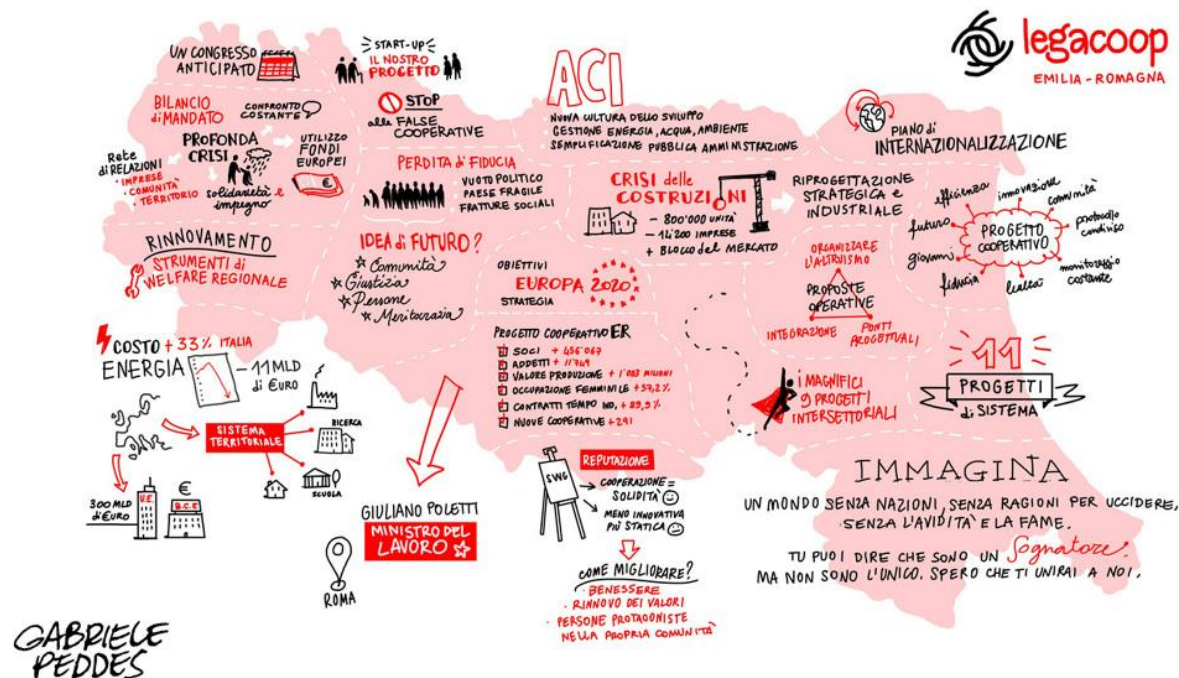 legacoop
EMILIA-ROMAGNA
UN CONGRESSO
ANTICIPATO
BILANCIO
di MANDATO
CONFRONTO
COSTANTE
PROFONDA
CRISI
UTILIZZO
FONDI
EUROPEI
€
Rete
di RELAZIONI
· IMPRESE
· COMUNITÀ
· TERRITORIO
solidarietà e
impegno
START-UP
IL NOSTRO
PROGETTO
STOP
alle FALSE
COOPERATIVE
PERDITA di FIDUCIA
VUOTO POLITICO
PAESE FRAGILE
FRATTURE SOCIALI
ACI
· NUOVA CULTURA DELLO SVILUPPO
· GESTIONE ENERGIA, ACQUA, AMBIENTE
· SEMPLIFICAZIONE PUBBLICA AMMINISTRAZIONE
PIANO di
INTERNAZIONALIZZAZIONE
CRISI delle
COSTRUZIONI
- 800'000 UNITÀ
- 14'200 IMPRESE
+ BLOCCO del MERCATO
RIPROGETTAZIONE
STRATEGICA e
INDUSTRIALE
PROGETTO
COOPERATIVO
efficienza
innovazione
comunità
protocollo
condiviso
monitoraggio
costante
lealtà
fiducia
giovani
futuro
RINNOVAMENTO
STRUMENTI di
WELFARE REGIONALE
IDEA di FUTURO?
Comunità
Giustizia
Persone
Meritocrazia
OBIETTIVI
EUROPA 2020
STRATEGIA
ORGANIZZARE
L'ALTRUISMO
PROPOSTE
OPERATIVE
INTEGRAZIONE
PONTI
PROGETTUALI
COSTO + 33% ITALIA
ENERGIA
- 11 MLD
di €URO
SISTEMA
TERRITORIALE
RICERCA
SCUOLA
300 MLD
di €URO
U.E.
€
B.C.E
PROGETTO COOPERATIVO ER
SOCI + 456'067
ADDETTI + 11'749
VALORE PRODUZIONE + 1'083 MILIONI
OCCUPAZIONE FEMMINILE +57,2%
CONTRATTI TEMPO IND. + 89,9%
NUOVE COOPERATIVE +291
i MAGNIFICI
9 PROGETTI
INTERSETTORIALI
11
PROGETTI
di SISTEMA
GIULIANO POLETTI
MINISTRO DEL
LAVORO
ROMA
SWG
REPUTAZIONE
COOPERAZIONE =
SOLIDITÀ
MENO INNOVATIVA
PIÙ STATICA
COME MIGLIORARE?
· BENESSERE
· RINNOVO DEI VALORI
· PERSONE PROTAGONISTE
NELLA PROPRIA COMUNITÀ
IMMAGINA
UN MONDO SENZA NAZIONI, SENZA RAGIONI PER UCCIDERE,
SENZA L'AVIDITÀ E LA FAME.
TU PUOI DIRE CHE SONO UN Sognatore.
MA NON SONO L'UNICO. SPERO CHE TI UNIRAI A NOI.
GABRIELE
PEDDES